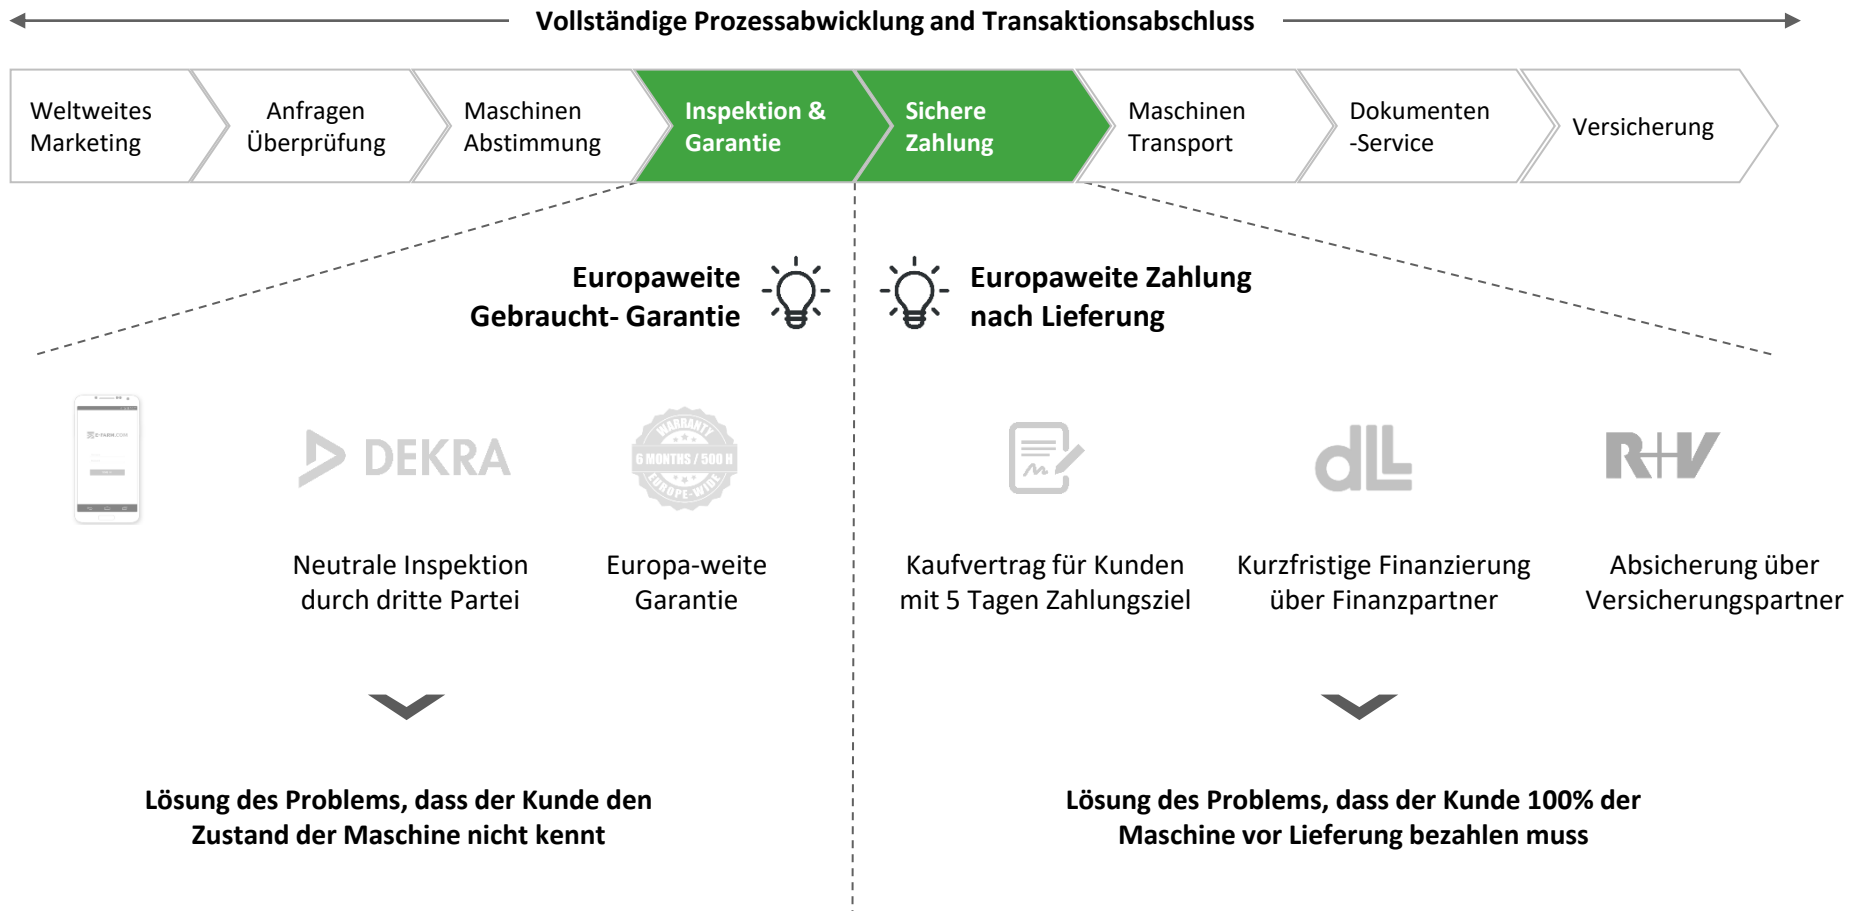 Vollständige Prozessabwicklung and Transaktionsabschluss
Weltweites
Marketing
Anfragen
Überprüfung
Maschinen
Abstimmung
Inspektion &
Garantie
Sichere
Zahlung
Maschinen
Transport
Dokumenten
-Service
Versicherung
Europaweite
Gebraucht- Garantie
Europaweite Zahlung
nach Lieferung
E-FARM.COM
DEKRA
WARRANTY
6 MONTHS / 500 H
EUROPE-WIDE
dLL
R+V
Neutrale Inspektion
durch dritte Partei
Europa-weite
Garantie
Kaufvertrag für Kunden
mit 5 Tagen Zahlungsziel
Kurzfristige Finanzierung
über Finanzpartner
Absicherung über
Versicherungspartner
Lösung des Problems, dass der Kunde den
Zustand der Maschine nicht kennt
Lösung des Problems, dass der Kunde 100% der
Maschine vor Lieferung bezahlen muss